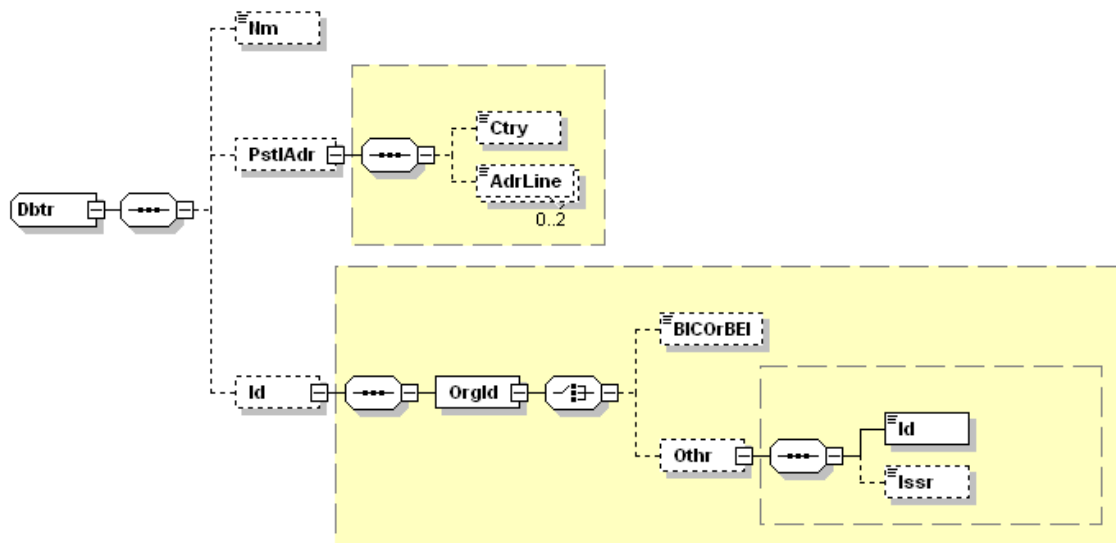 Nm
Ctry
PstlAdr
AdrLine
0..2
Dbtr
BICOrBEI
Id
OrgId
Id
Othr
Issr